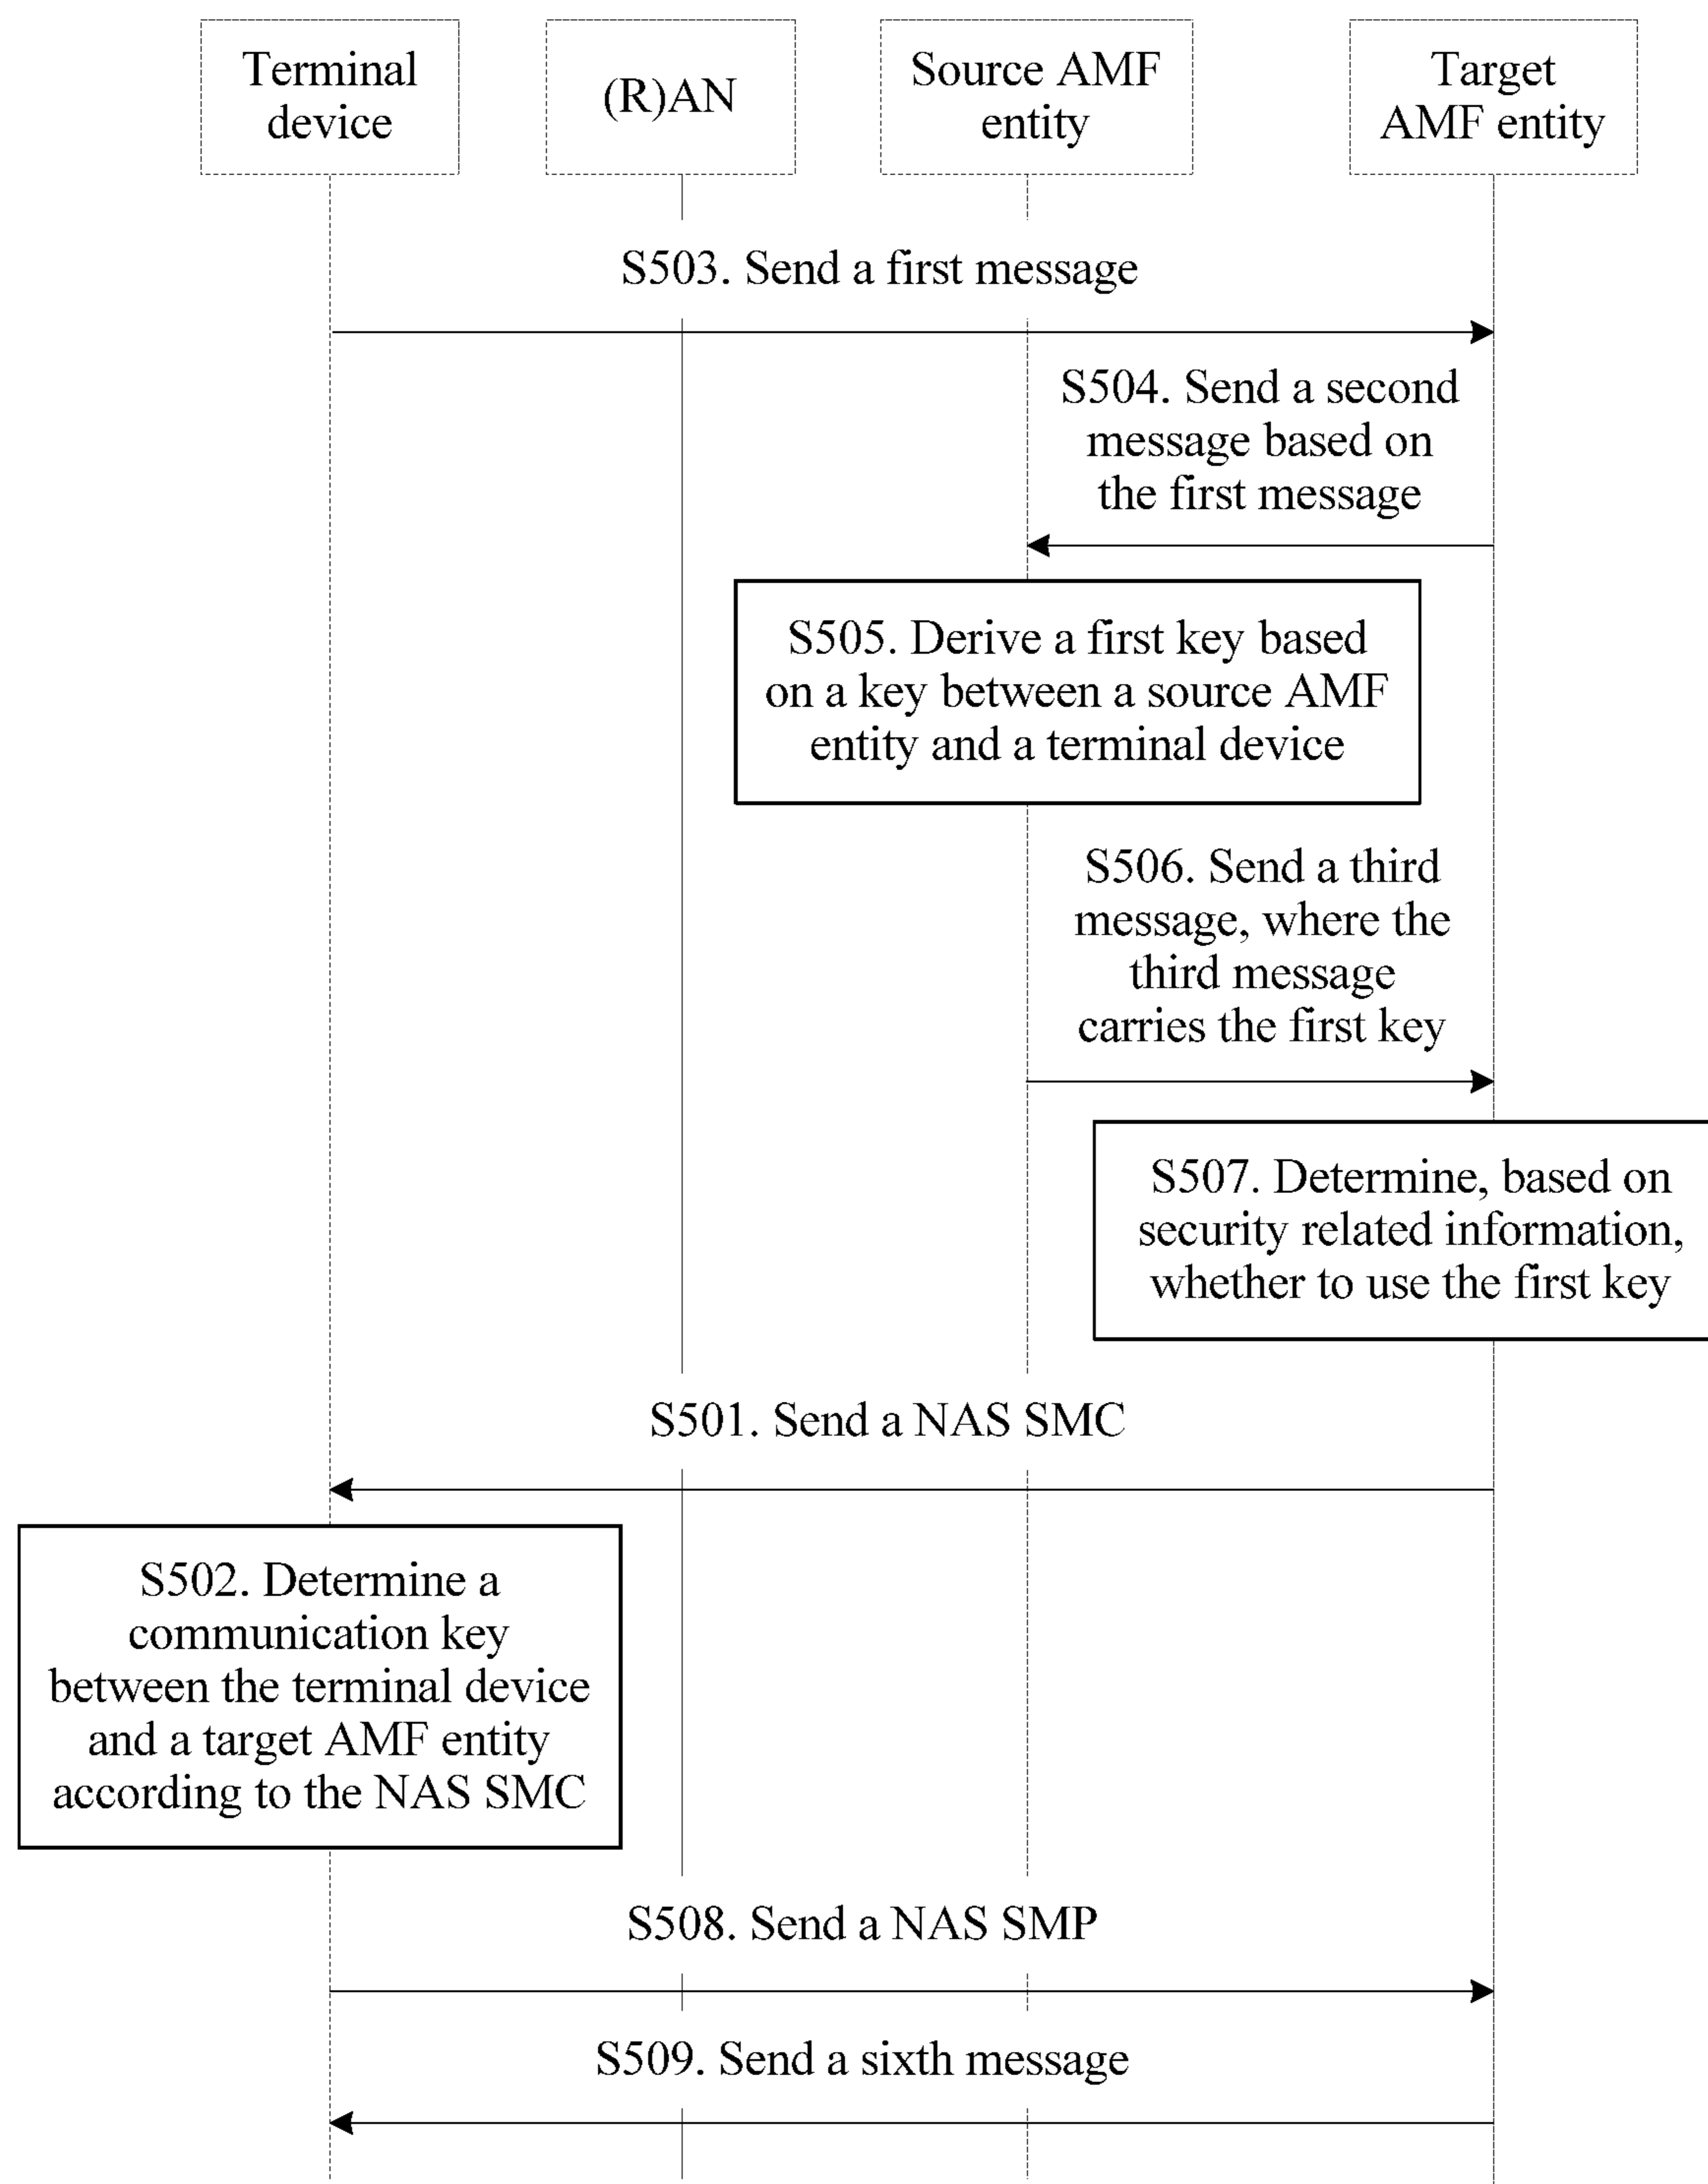 Terminal
device
(R)AN
Source AMF
entity
Target
AMF entity
S503. Send a first message
S504. Send a second
message based on
the first message
S505. Derive a first key based
on a key between a source AMF
entity and a terminal device
S506. Send a third
message, where the
third message
carries the first key
S507. Determine, based on
security related information,
whether to use the first key
S501. Send a NAS SMC
S502. Determine a
communication key
between the terminal device
and a target AMF entity
according to the NAS SMC
S508. Send a NAS SMP
S509. Send a sixth message